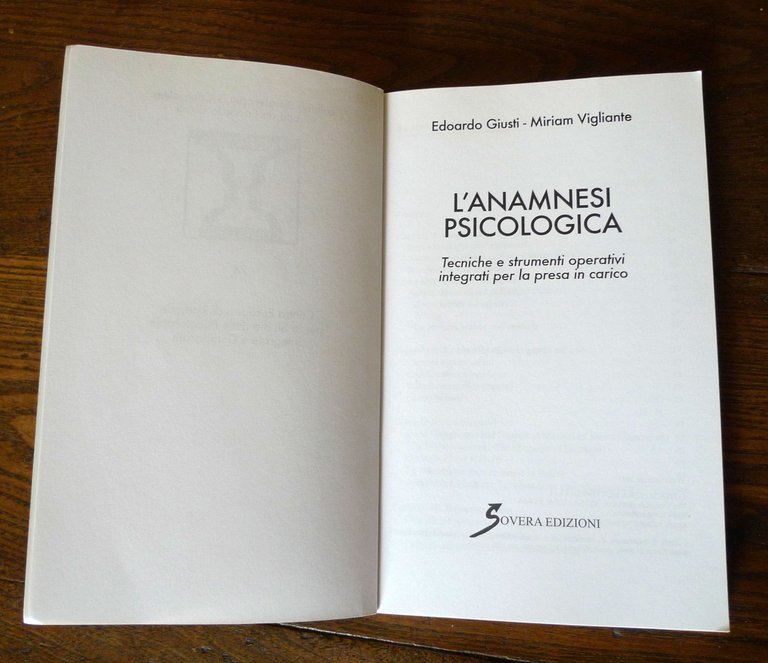 Edoardo Giusti - Miriam Vigliante
L'ANAMNESI
PSICOLOGICA
Tecniche e strumenti operativi
integrati per la presa in carico
SOVERA EDIZIONI